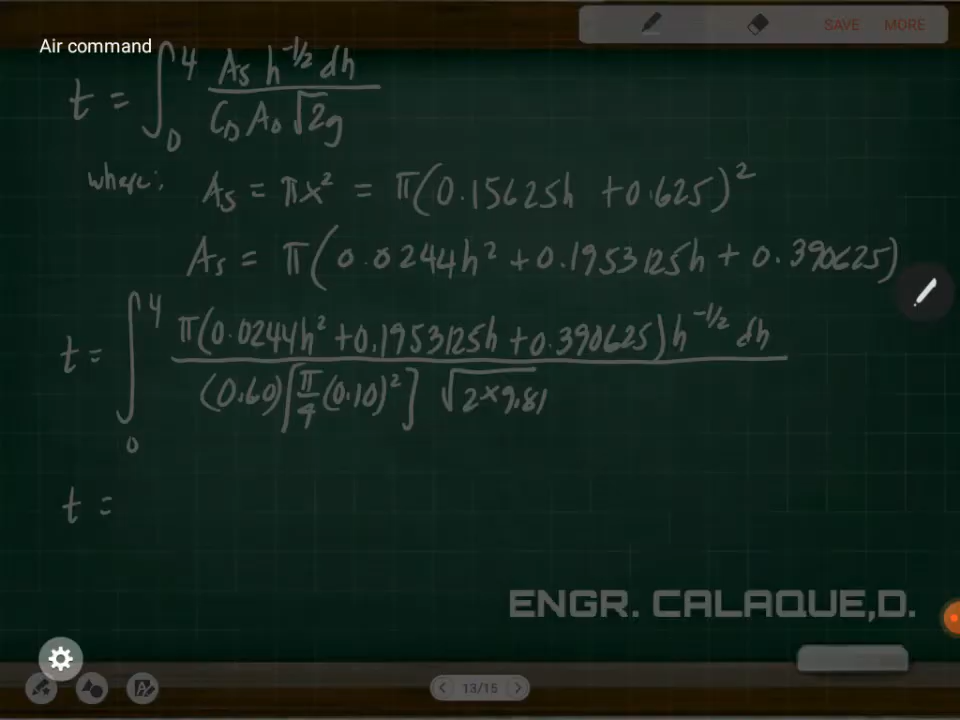 Air command
SAVE MORE
t = ∫₀⁴ As h^-1/2 dh / CD Ao √2g
where: As = πx² = π(0.15625h + 0.625)²
As = π(0.0244h² + 0.1953125h + 0.390625)
t = ∫₀⁴ π(0.0244h² + 0.1953125h + 0.390625)h^-1/2 dh / (0.60)[π/4 (0.10)²] √2×9.81
t =
ENGR. CALAQUE,D.
13/15